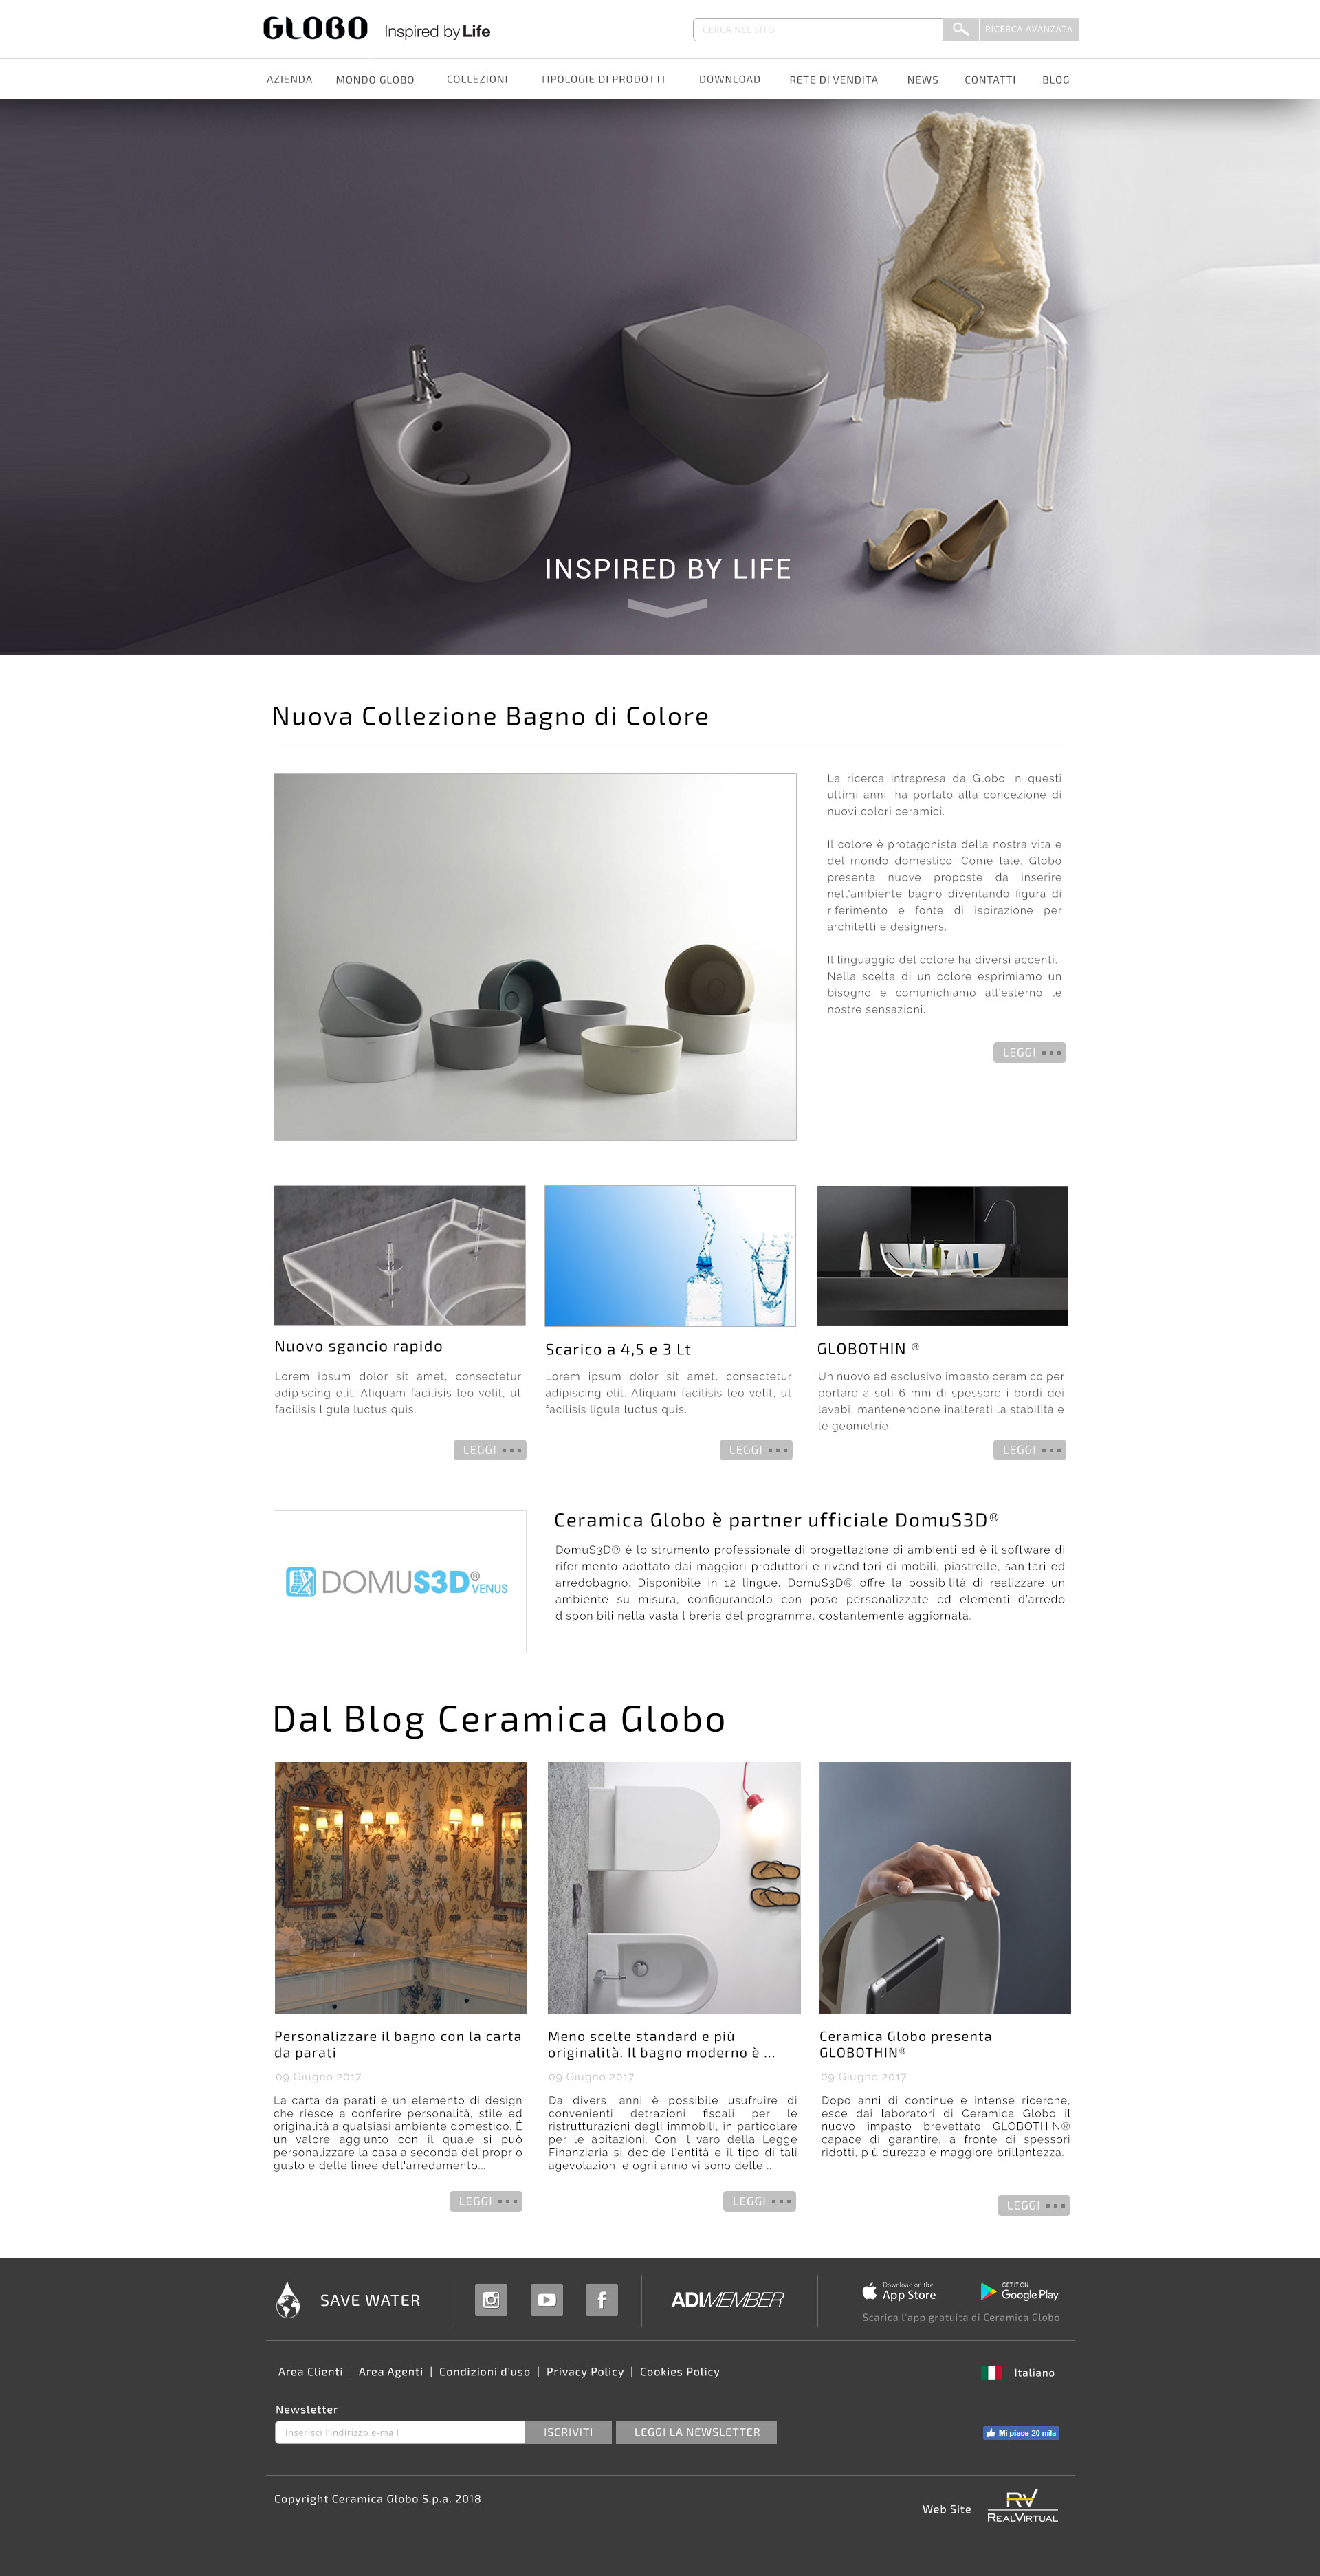 GLOBO Inspired by Life
CERCA NEL SITO
RICERCA AVANZATA
AZIENDA MONDO GLOBO COLLEZIONI TIPOLOGIE DI PRODOTTI DOWNLOAD RETE DI VENDITA NEWS CONTATTI BLOG
INSPIRED BY LIFE
Nuova Collezione Bagno di Colore
La ricerca intrapresa da Globo in questi
ultimi anni, ha portato alla concezione di
nuovi colori ceramici.
Il colore è protagonista della nostra vita e
del mondo domestico. Come tale, Globo
presenta nuove proposte da inserire
nell'ambiente bagno diventando figura di
riferimento e fonte di ispirazione per
architetti e designers.
Il linguaggio del colore ha diversi accenti.
Nella scelta di un colore esprimiamo un
bisogno e comunichiamo all'esterno le
nostre sensazioni.
LEGGI
Nuovo sgancio rapido
Lorem ipsum dolor sit amet, consectetur
adipiscing elit. Aliquam facilisis leo velit, ut
facilisis ligula luctus quis.
LEGGI
Scarico a 4,5 e 3 Lt
Lorem ipsum dolor sit amet, consectetur
adipiscing elit. Aliquam facilisis leo velit, ut
facilisis ligula luctus quis.
LEGGI
GLOBOTHIN ®
Un nuovo ed esclusivo impasto ceramico per
portare a soli 6 mm di spessore i bordi dei
lavabi, mantenendone inalterati la stabilità e
le geometrie.
LEGGI
DOMUS3D® VENUS
Ceramica Globo è partner ufficiale DomuS3D®
DomuS3D® è lo strumento professionale di progettazione di ambienti ed è il software di
riferimento adottato dai maggiori produttori e rivenditori di mobili, piastrelle, sanitari ed
arredobagno. Disponibile in 12 lingue, DomuS3D® offre la possibilità di realizzare un
ambiente su misura, configurandolo con pose personalizzate ed elementi d'arredo
disponibili nella vasta libreria del programma, costantemente aggiornata.
Dal Blog Ceramica Globo
Personalizzare il bagno con la carta
da parati
09 Giugno 2017
La carta da parati è un elemento di design
che riesce a conferire personalità, stile ed
originalità a qualsiasi ambiente domestico. È
un valore aggiunto con il quale si può
personalizzare la casa a seconda del proprio
gusto e delle linee dell'arredamento...
LEGGI
Meno scelte standard e più
originalità. Il bagno moderno è ...
09 Giugno 2017
Da diversi anni è possibile usufruire di
convenienti detrazioni fiscali per le
ristrutturazioni degli immobili, in particolare
per le abitazioni. Con il varo della Legge
Finanziaria si decide l'entità e il tipo di tali
agevolazioni e ogni anno vi sono delle ...
LEGGI
Ceramica Globo presenta
GLOBOTHIN®
09 Giugno 2017
Dopo anni di continue e intense ricerche,
esce dai laboratori di Ceramica Globo il
nuovo impasto brevettato GLOBOTHIN®
capace di garantire, a fronte di spessori
ridotti, più durezza e maggiore brillantezza.
LEGGI
SAVE WATER
ADIMEMBER
Download on the
App Store
GET IT ON
Google Play
Scarica l'app gratuita di Ceramica Globo
Area Clienti | Area Agenti | Condizioni d'uso | Privacy Policy | Cookies Policy
Italiano
Newsletter
Inserisci l'indirizzo e-mail
ISCRIVITI
LEGGI LA NEWSLETTER
Mi piace 20 mila
Copyright Ceramica Globo S.p.a. 2018
Web Site
RV
REALVIRTUAL